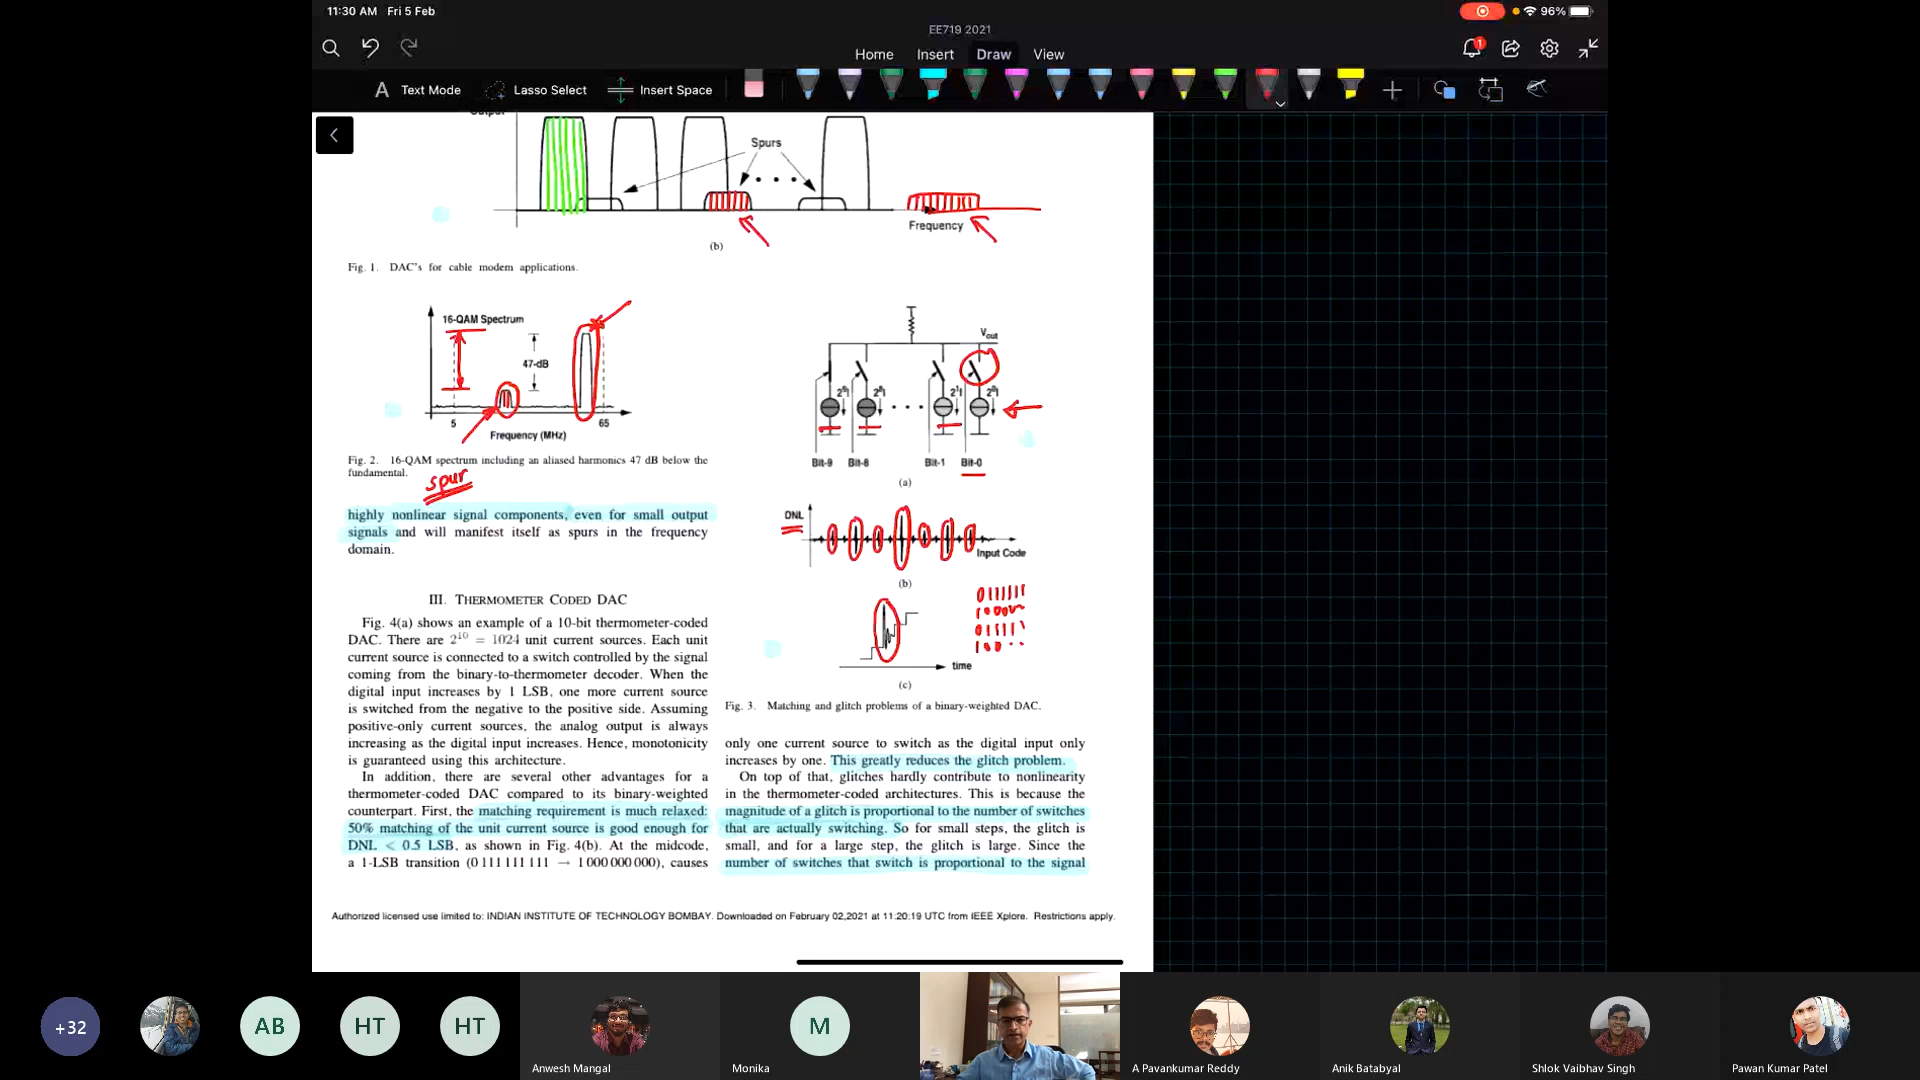 11:30 AM Fri 5 Feb
96%
EE719 2021
Home Insert Draw View
1
Text Mode
Lasso Select
Insert Space
Output
Spurs
Frequency
(b)
Fig. 1. DAC's for cable modem applications.
16-QAM Spectrum
47-dB
5
65
Frequency (MHz)
Fig. 2. 16-QAM spectrum including an aliased harmonics 47 dB below the
fundamental.
spur
highly nonlinear signal components, even for small output
signals and will manifest itself as spurs in the frequency
domain.
III. THERMOMETER CODED DAC
Fig. 4(a) shows an example of a 10-bit thermometer-coded
DAC. There are 2^10 = 1024 unit current sources. Each unit
current source is connected to a switch controlled by the signal
coming from the binary-to-thermometer decoder. When the
digital input increases by 1 LSB, one more current source
is switched from the negative to the positive side. Assuming
positive-only current sources, the analog output is always
increasing as the digital input increases. Hence, monotonicity
is guaranteed using this architecture.
In addition, there are several other advantages for a
thermometer-coded DAC compared to its binary-weighted
counterpart. First, the matching requirement is much relaxed:
50% matching of the unit current source is good enough for
DNL < 0.5 LSB, as shown in Fig. 4(b). At the midcode,
a 1-LSB transition (0 111 111 111 → 1 000 000 000), causes
Vout
2^9I 2^8I 2^1I 2^0I
Bit-9 Bit-8 Bit-1 Bit-0
(a)
DNL
Input Code
(b)
time
(c)
Fig. 3. Matching and glitch problems of a binary-weighted DAC.
only one current source to switch as the digital input only
increases by one. This greatly reduces the glitch problem.
On top of that, glitches hardly contribute to nonlinearity
in the thermometer-coded architectures. This is because the
magnitude of a glitch is proportional to the number of switches
that are actually switching. So for small steps, the glitch is
small, and for a large step, the glitch is large. Since the
number of switches that switch is proportional to the signal
Authorized licensed use limited to: INDIAN INSTITUTE OF TECHNOLOGY BOMBAY. Downloaded on February 02,2021 at 11:20:19 UTC from IEEE Xplore. Restrictions apply.
+32
AB
HT
HT
Anwesh Mangal
M
Monika
A Pavankumar Reddy
Anik Batabyal
Shlok Vaibhav Singh
Pawan Kumar Patel